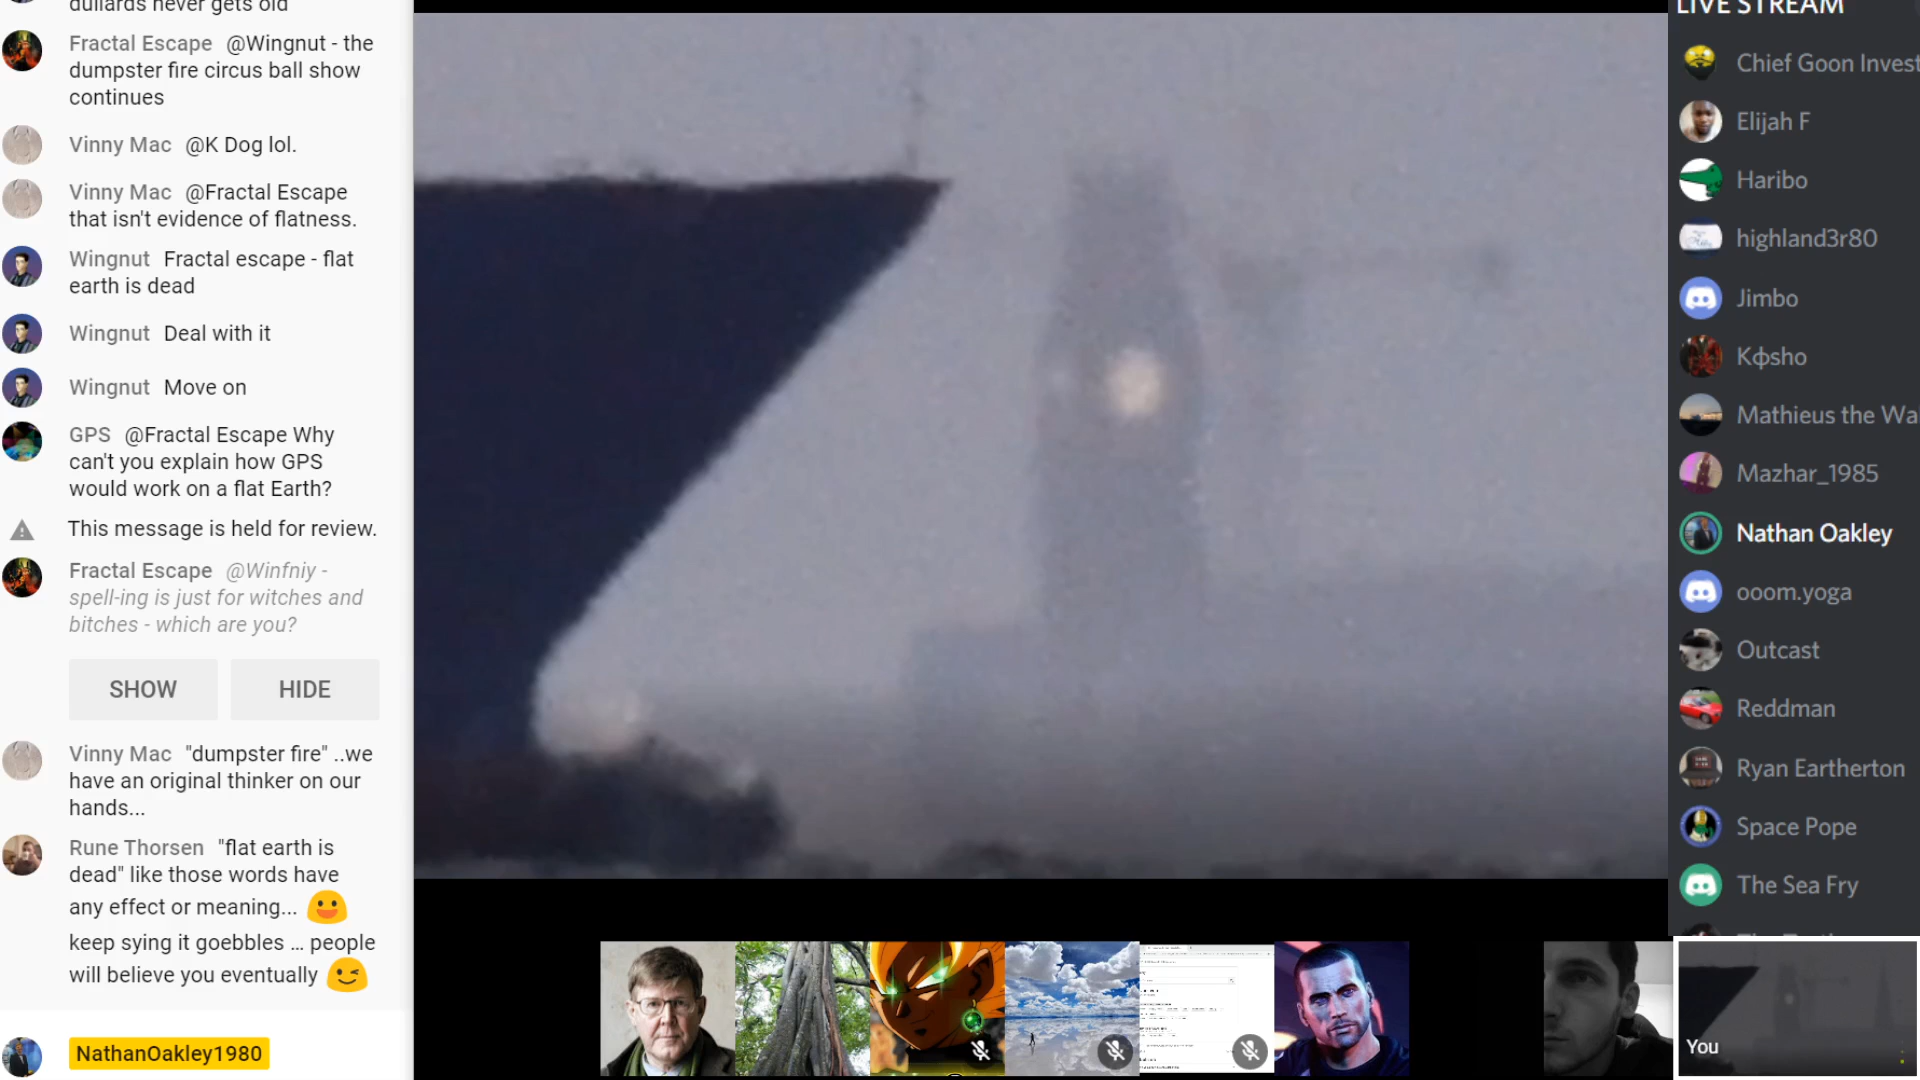 dullards never gets old
Fractal Escape @Wingnut - the
dumpster fire circus ball show
continues
Vinny Mac @K Dog lol.
Vinny Mac @Fractal Escape
that isn't evidence of flatness.
Wingnut Fractal escape - flat
earth is dead
Wingnut Deal with it
Wingnut Move on
GPS @Fractal Escape Why
can't you explain how GPS
would work on a flat Earth?
This message is held for review.
Fractal Escape @Winfniy -
spell-ing is just for witches and
bitches - which are you?
SHOW
HIDE
Vinny Mac "dumpster fire" ..we
have an original thinker on our
hands...
Rune Thorsen "flat earth is
dead" like those words have
any effect or meaning... 😃
keep sying it goebbles ... people
will believe you eventually 😉
NathanOakley1980
LIVE STREAM
Chief Goon Invest
Elijah F
Haribo
highland3r80
Jimbo
Kфsho
Mathieus the Wa
Mazhar_1985
Nathan Oakley
ooom.yoga
Outcast
Reddman
Ryan Eartherton
Space Pope
The Sea Fry
You